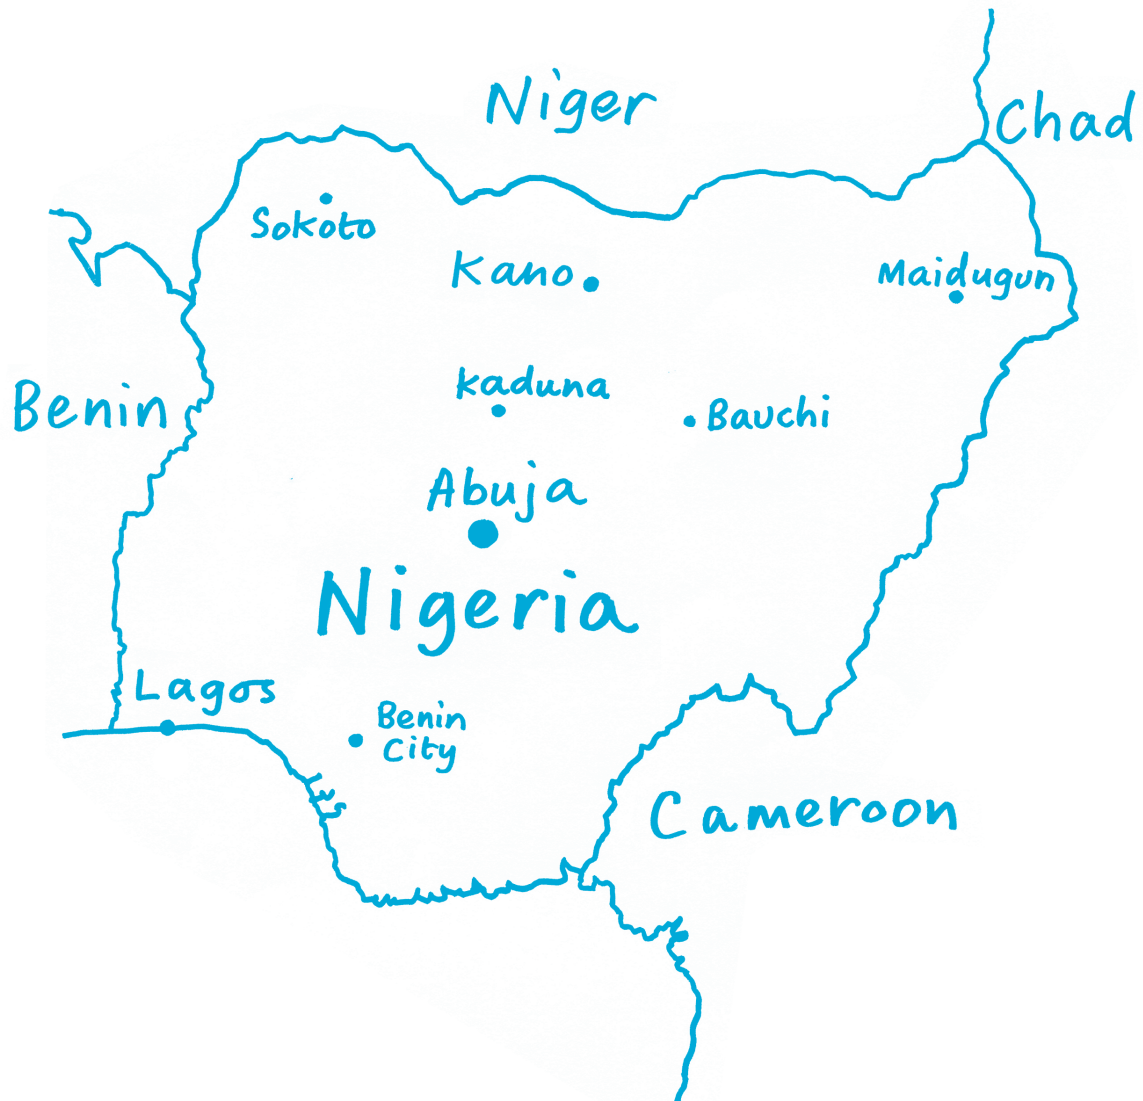 Niger
Chad
Sokoto
Kano
Maidugun
Benin
kaduna
Bauchi
Abuja
Nigeria
Lagos
Benin
City
Cameroon